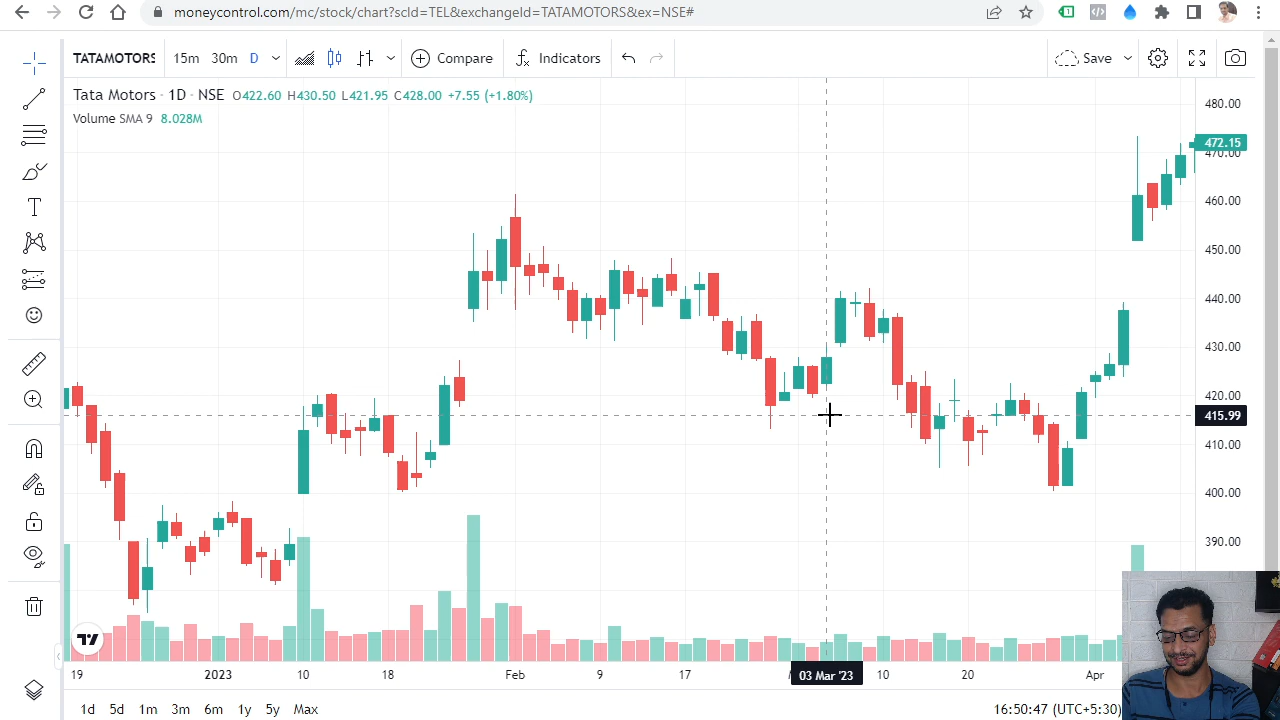 moneycontrol.com/mc/stock/chart?scId=TEL&exchangeId=TATAMOTORS&ex=NSE#
TATAMOTORS 15m 30m D Compare Indicators Save
Tata Motors · 1D · NSE O422.60 H430.50 L421.95 C428.00 +7.55 (+1.80%)
Volume SMA 9 8.028M
480.00
472.15
470.00
460.00
450.00
440.00
430.00
420.00
415.99
410.00
400.00
390.00
19 2023 10 18 Feb 9 17 03 Mar '23 10 20 Apr
1d 5d 1m 3m 6m 1y 5y Max 16:50:47 (UTC+5:30)